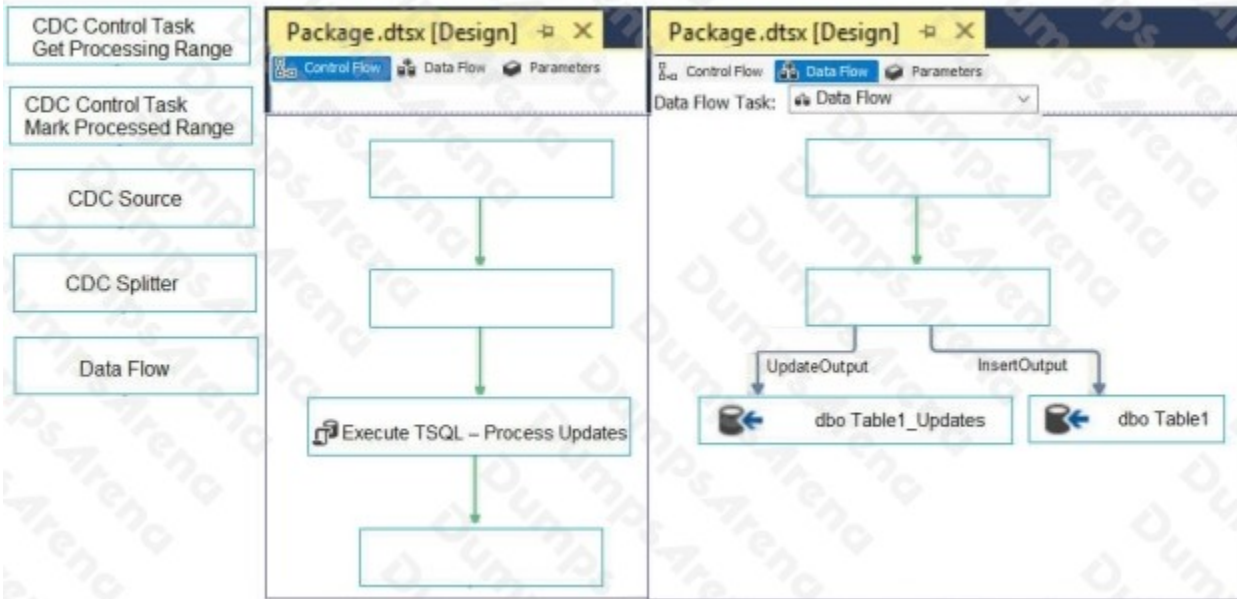 CDC Control Task
Get Processing Range
CDC Control Task
Mark Processed Range
CDC Source
CDC Splitter
Data Flow
Package.dtsx [Design]
Control Flow Data Flow Parameters
Execute TSQL – Process Updates
Package.dtsx [Design]
Control Flow Data Flow Parameters
Data Flow Task: Data Flow
UpdateOutput InsertOutput
dbo Table1_Updates dbo Table1
DumpsArena